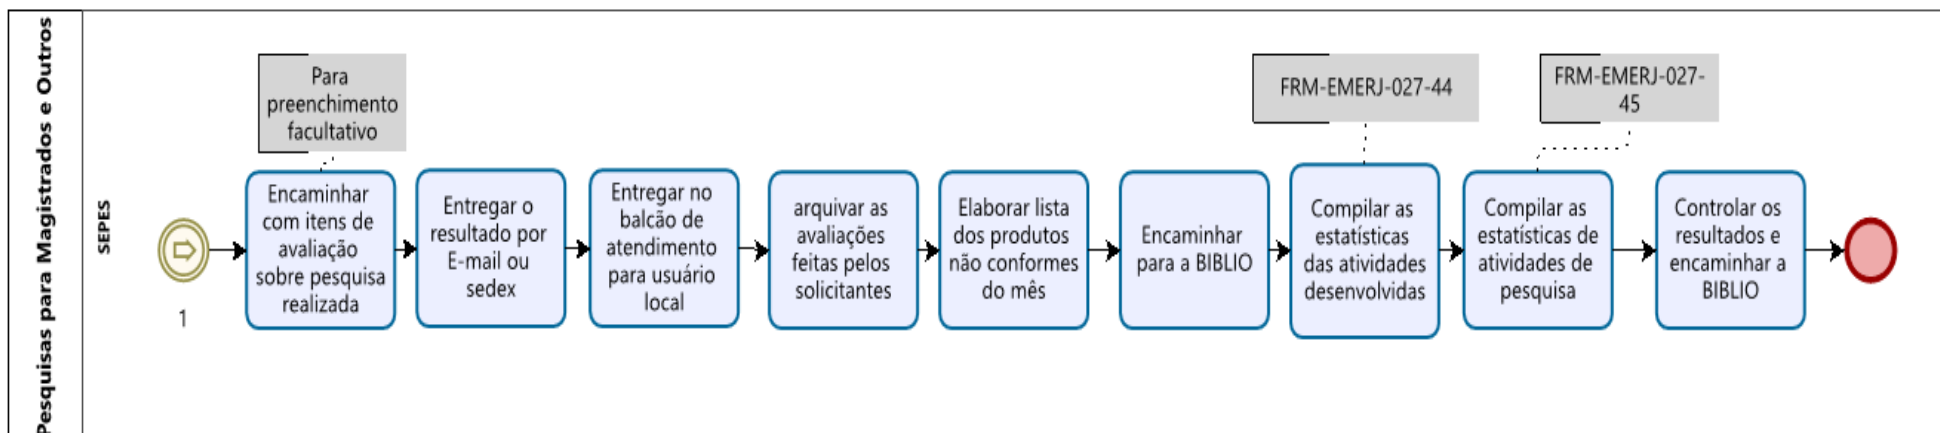 Pesquisas para Magistrados e Outros
SEPES
1
Para
preenchimento
facultativo
Encaminhar
com itens de
avaliação
sobre pesquisa
realizada
Entregar o
resultado por
E-mail ou
sedex
Entregar no
balcão de
atendimento
para usuário
local
arquivar as
avaliações
feitas pelos
solicitantes
Elaborar lista
dos produtos
não conformes
do mês
Encaminhar
para a BIBLIO
FRM-EMERJ-027-44
Compilar as
estatísticas
das atividades
desenvolvidas
FRM-EMERJ-027-
45
Compilar as
estatísticas de
atividades de
pesquisa
Controlar os
resultados e
encaminhar a
BIBLIO